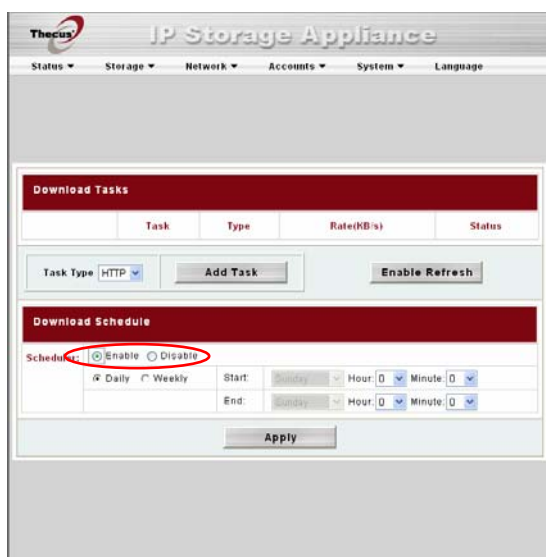 Thecus IP Storage Appliance
Status Storage Network Accounts System Language
Download Tasks
Task Type Rate(KB/s) Status
Task Type HTTP Add Task Enable Refresh
Download Schedule
Scheduler: Enable Disable
Daily Weekly Start: Sunday Hour: 0 Minute: 0
End: Sunday Hour: 0 Minute: 0
Apply